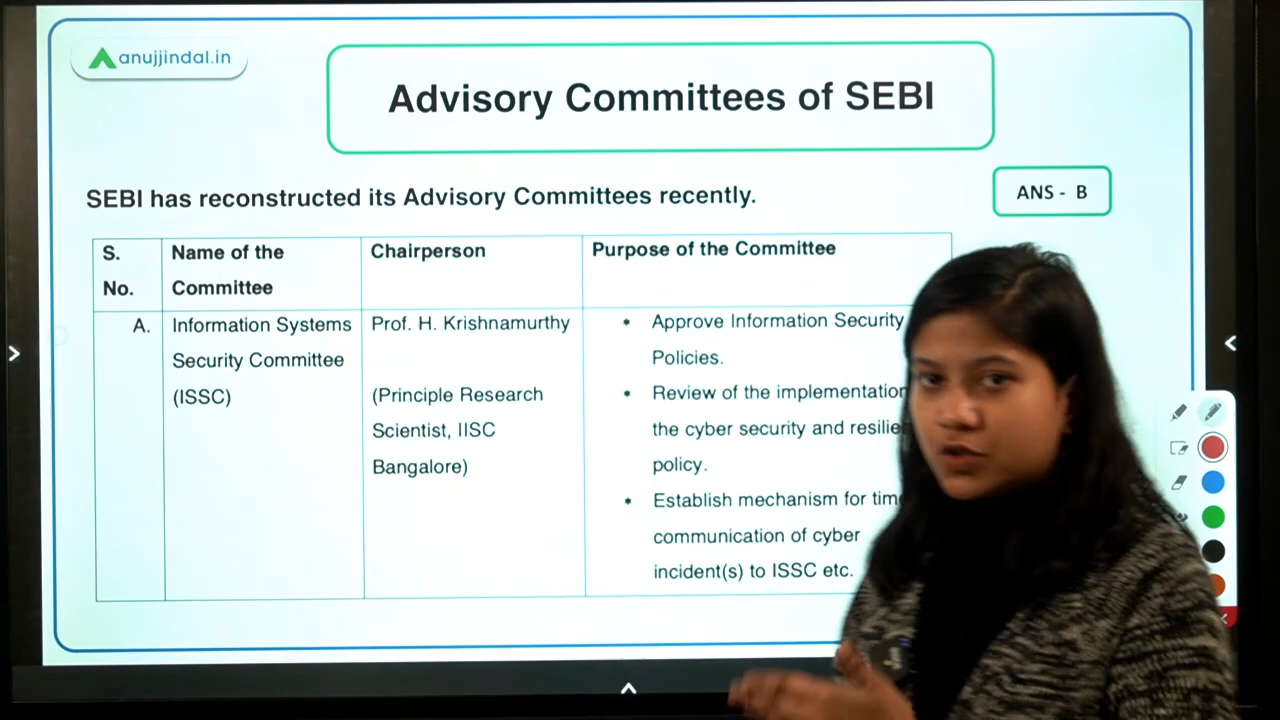 anujjindal.in
Advisory Committees of SEBI
SEBI has reconstructed its Advisory Committees recently.
ANS - B
S.
No.
Name of the
Committee
Chairperson
Purpose of the Committee
A.
Information Systems
Security Committee
(ISSC)
Prof. H. Krishnamurthy
(Principle Research
Scientist, IISC
Bangalore)
* Approve Information Security
Policies.
* Review of the implementation
the cyber security and
policy.
* Establish mechanism for
communication of cyber
incident(s) to ISSC etc.